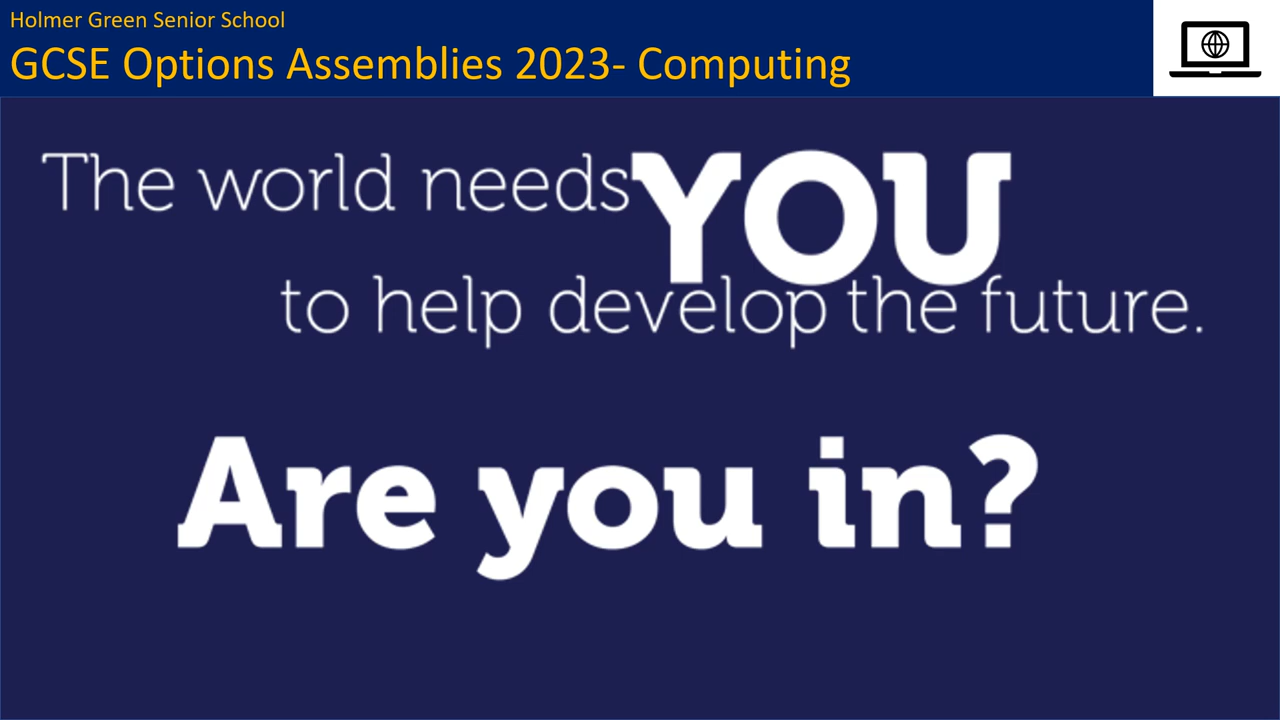 Holmer Green Senior School
GCSE Options Assemblies 2023- Computing
The world needs YOU
to help develop the future.
Are you in?